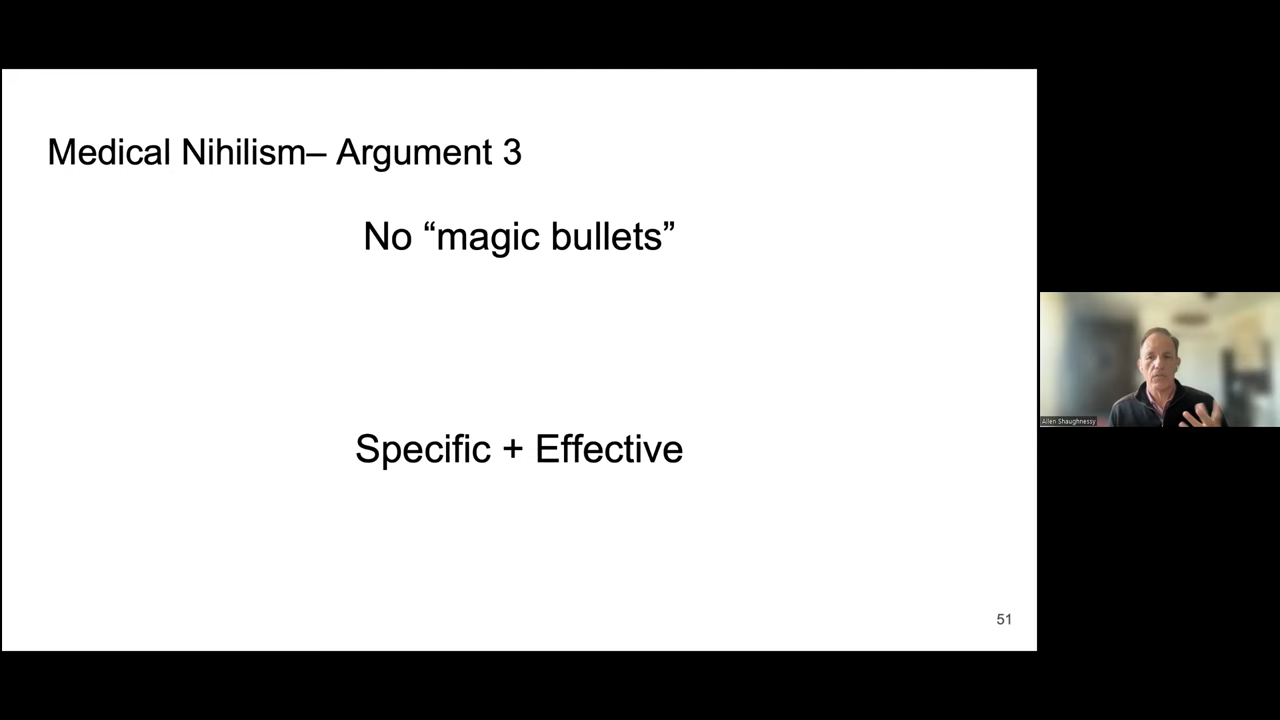 Medical Nihilism– Argument 3
No “magic bullets”
Specific + Effective
51
Allen Shaughnessy